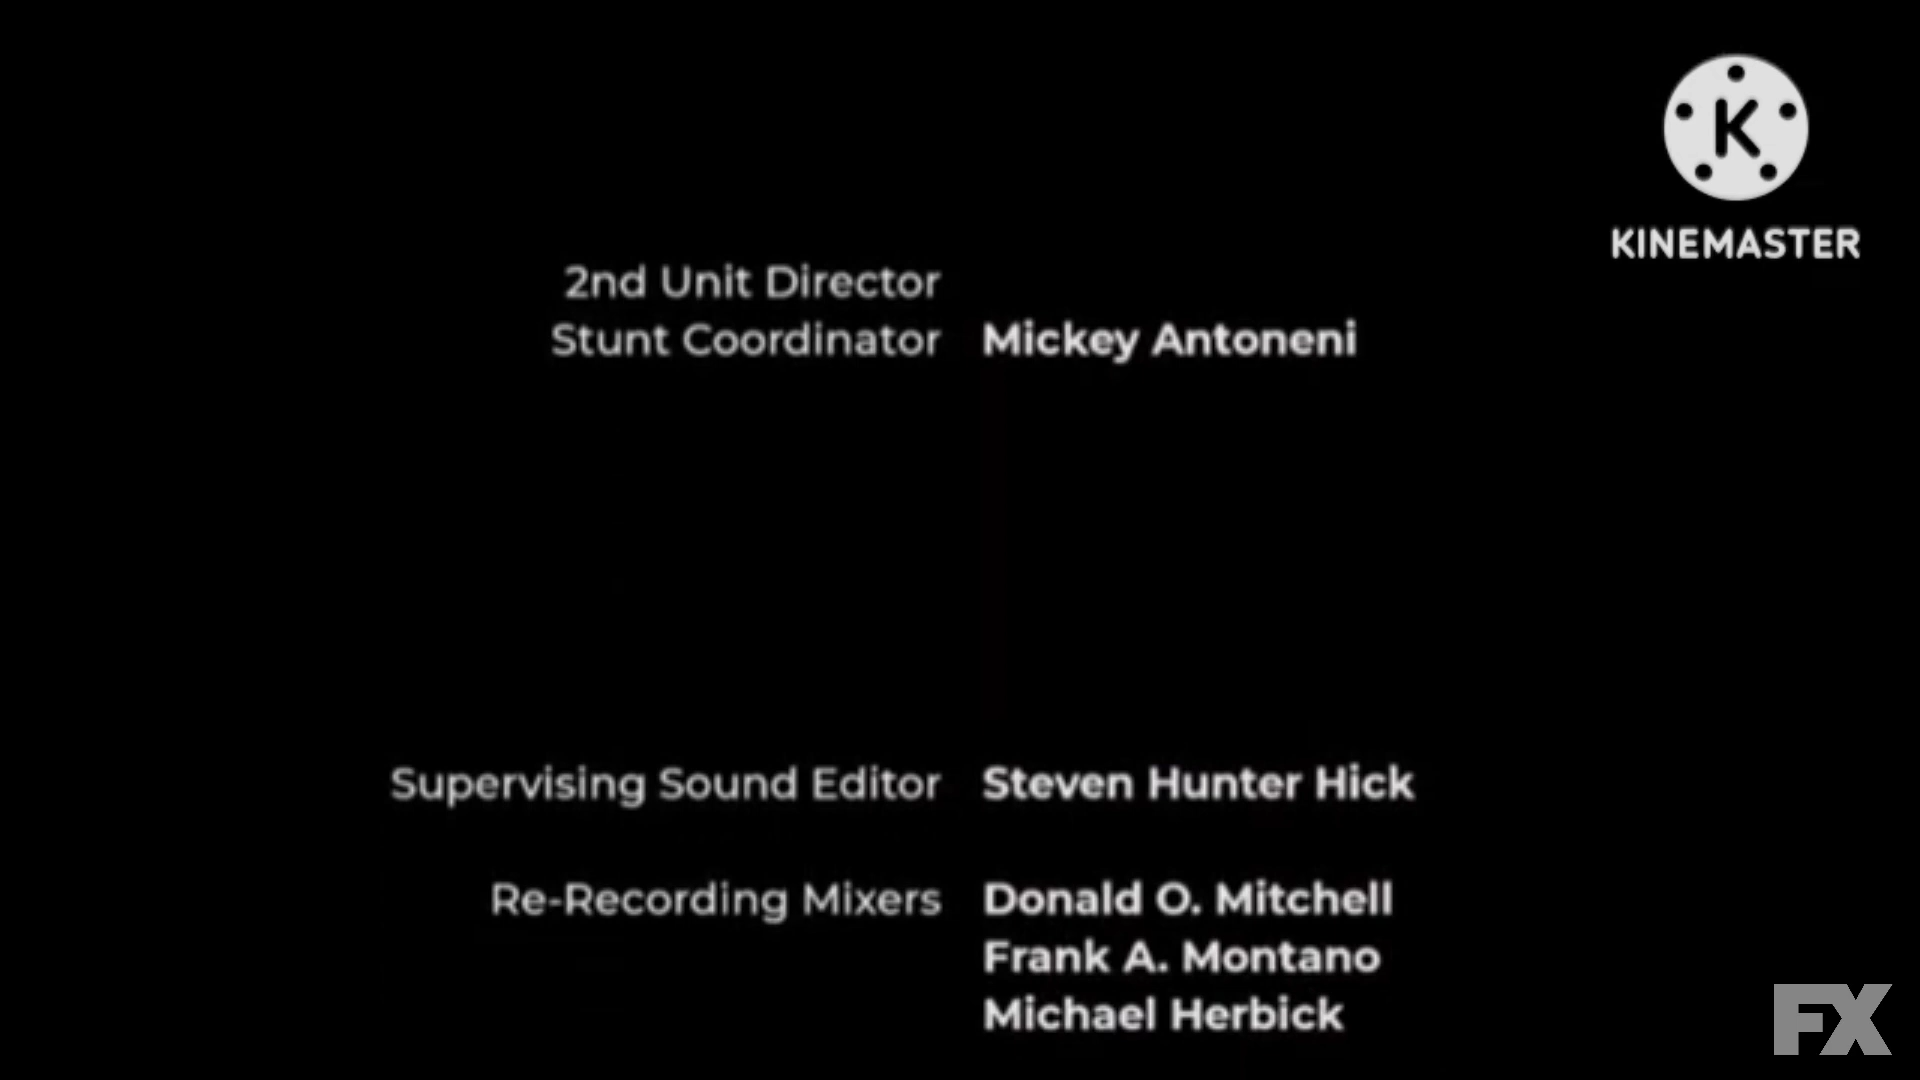 K
KINEMASTER
2nd Unit Director
Stunt Coordinator Mickey Antoneni
Supervising Sound Editor Steven Hunter Hick
Re-Recording Mixers Donald O. Mitchell
Frank A. Montano
Michael Herbick
FX